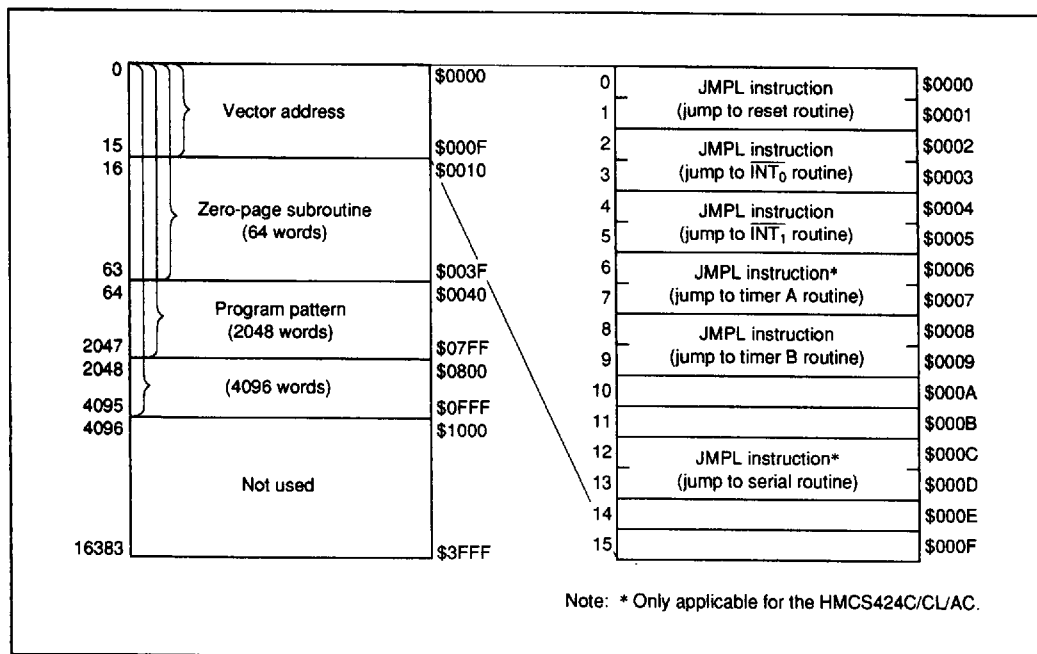 0
$0000
Vector address
15
$000F
16
$0010
Zero-page subroutine
(64 words)
63
$003F
64
$0040
Program pattern
(2048 words)
2047
$07FF
2048
$0800
(4096 words)
4095
$0FFF
4096
$1000
Not used
16383
$3FFF
0
JMPL instruction
$0000
1
(jump to reset routine)
$0001
2
JMPL instruction
$0002
3
(jump to INT0 routine)
$0003
4
JMPL instruction
$0004
5
(jump to INT1 routine)
$0005
6
JMPL instruction*
$0006
7
(jump to timer A routine)
$0007
8
JMPL instruction
$0008
9
(jump to timer B routine)
$0009
10
$000A
11
$000B
12
JMPL instruction*
$000C
13
(jump to serial routine)
$000D
14
$000E
15
$000F
Note: * Only applicable for the HMCS424C/CL/AC.